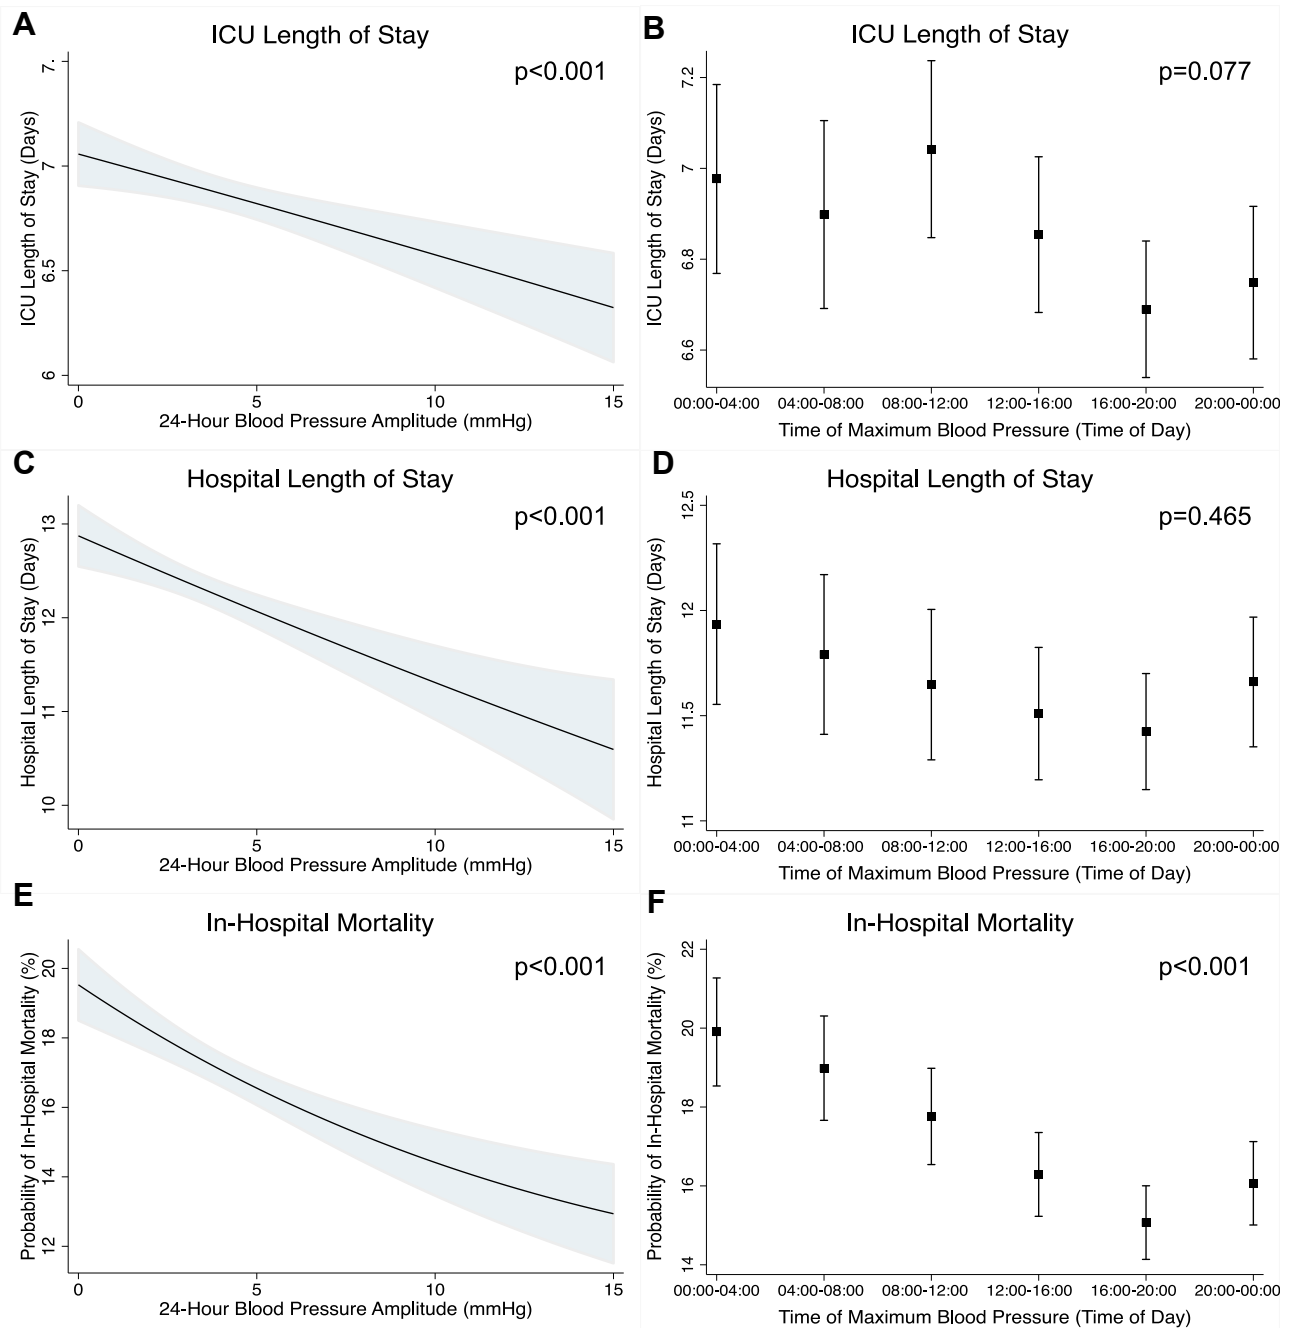 A
ICU Length of Stay
p<0.001
ICU Length of Stay (Days)
7.
7
6.5
6
0 5 10 15
24-Hour Blood Pressure Amplitude (mmHg)
B
ICU Length of Stay
p=0.077
ICU Length of Stay (Days)
7.2
7
6.8
6.6
00:00-04:00 04:00-08:00 08:00-12:00 12:00-16:00 16:00-20:00 20:00-00:00
Time of Maximum Blood Pressure (Time of Day)
C
Hospital Length of Stay
p<0.001
Hospital Length of Stay (Days)
13
12
11
10
0 5 10 15
24-Hour Blood Pressure Amplitude (mmHg)
D
Hospital Length of Stay
p=0.465
Hospital Length of Stay (Days)
12.5
12
11.5
11
00:00-04:00 04:00-08:00 08:00-12:00 12:00-16:00 16:00-20:00 20:00-00:00
Time of Maximum Blood Pressure (Time of Day)
E
In-Hospital Mortality
p<0.001
Probability of In-Hospital Mortality (%)
20
18
16
14
12
0 5 10 15
24-Hour Blood Pressure Amplitude (mmHg)
F
In-Hospital Mortality
p<0.001
Probability of In-Hospital Mortality (%)
22
20
18
16
14
00:00-04:00 04:00-08:00 08:00-12:00 12:00-16:00 16:00-20:00 20:00-00:00
Time of Maximum Blood Pressure (Time of Day)